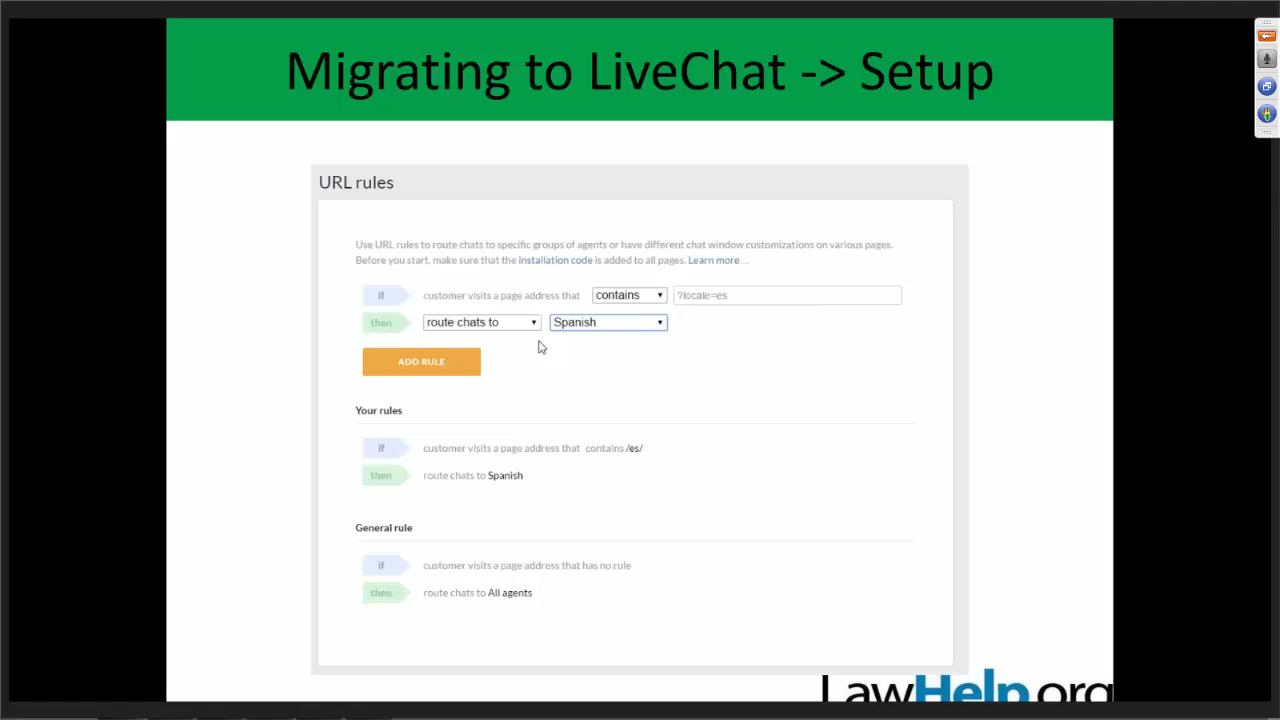 Migrating to LiveChat -> Setup
URL rules
Use URL rules to route chats to specific groups of agents or have different chat window customizations on various pages.
Before you start, make sure that the installation code is added to all pages. Learn more...
if customer visits a page address that contains ?locale=es
then route chats to Spanish
ADD RULE
Your rules
if customer visits a page address that contains /es/
then route chats to Spanish
General rule
if customer visits a page address that has no rule
then route chats to All agents
LawHelp.org